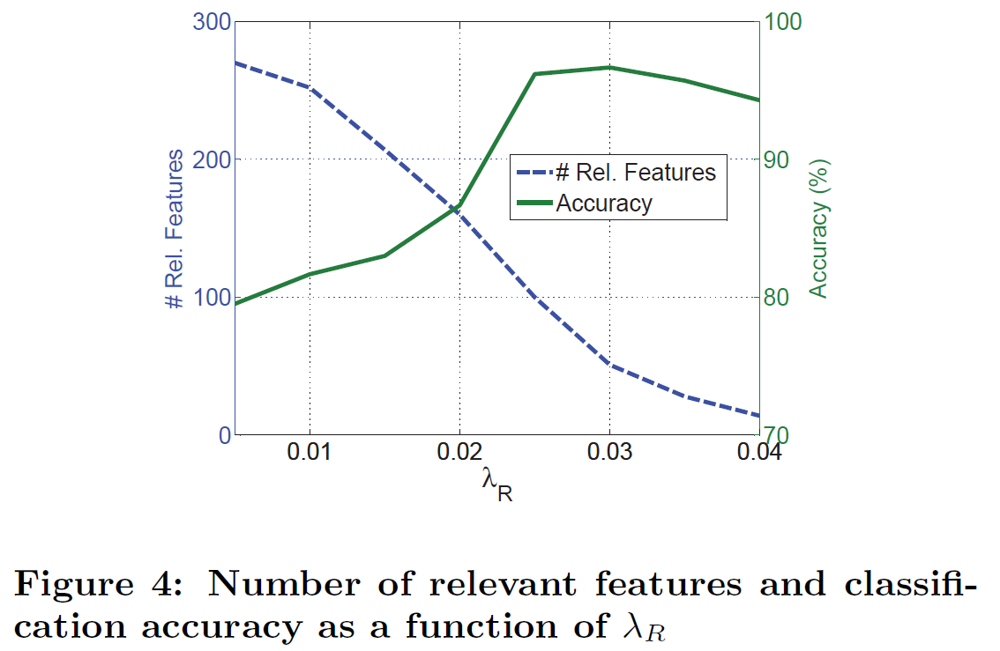 300
200
100
0
# Rel. Features
100
90
80
70
Accuracy (%)
# Rel. Features
Accuracy
0.01 0.02 0.03 0.04
λR
Figure 4: Number of relevant features and classifi-
cation accuracy as a function of λR